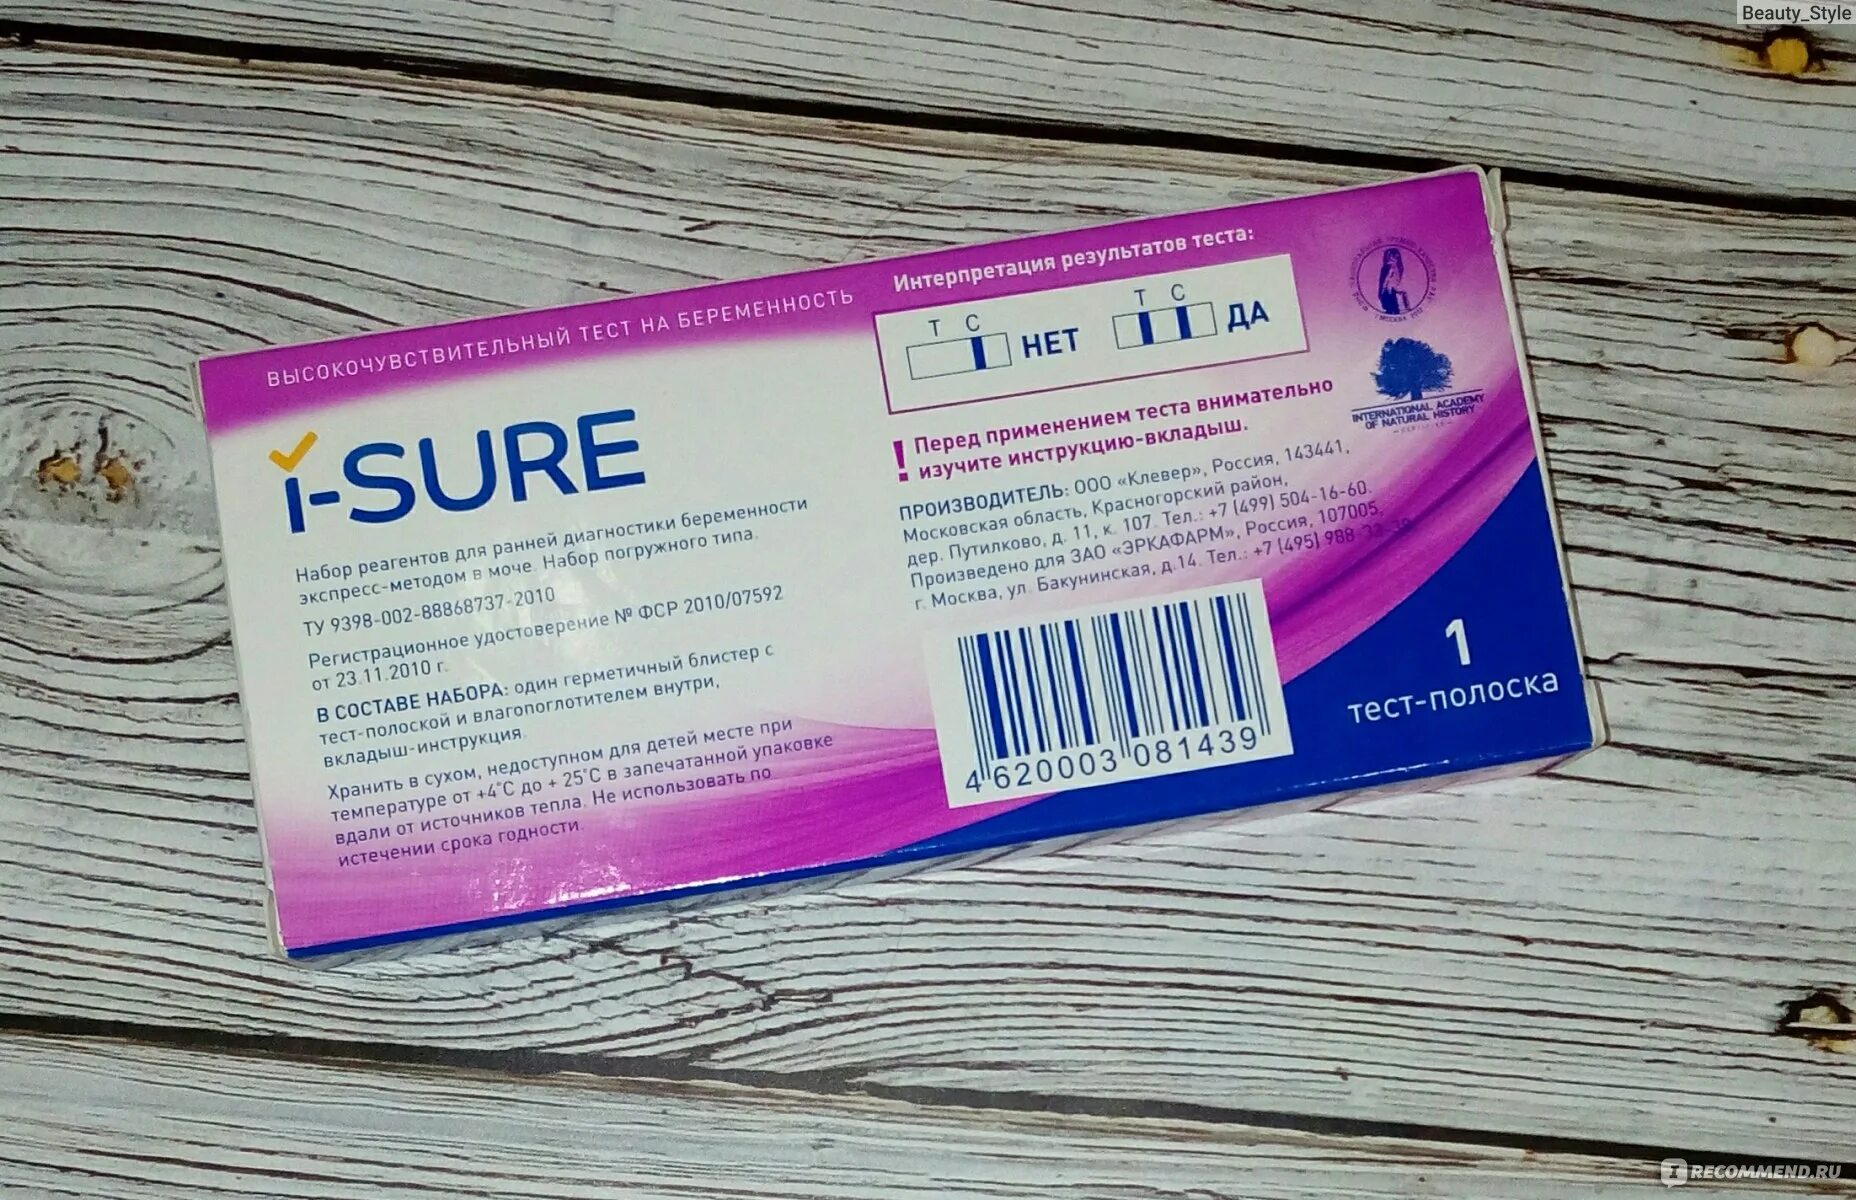 Beauty_Style
ВЫСОКОЧУВСТВИТЕЛЬНЫЙ ТЕСТ НА БЕРЕМЕННОСТЬ
i-SURE
Набор реагентов для ранней диагностики беременности
экспресс-методом в моче. Набор погружного типа.
ТУ 9398-002-88868737-2010
Регистрационное удостоверение № ФСР 2010/07592
от 23.11.2010 г.
В СОСТАВЕ НАБОРА: один герметичный блистер с
тест-полоской и влагопоглотителем внутри,
вкладыш-инструкция.
Хранить в сухом, недоступном для детей месте при
температуре от +4°С до + 25°С в запечатанной упаковке
вдали от источников тепла. Не использовать по
истечении срока годности.
Интерпретация результатов теста:
T C
НЕТ
T C
ДА
! Перед применением теста внимательно
изучите инструкцию-вкладыш.
ПРОИЗВОДИТЕЛЬ: ООО «Клевер», Россия, 143441,
Московская область, Красногорский район,
дер. Путилково, д. 11, к. 107. Тел.: +7 (499) 504-16-60.
Произведено для ЗАО «ЭРКАФАРМ», Россия, 107005,
г. Москва, ул. Бакунинская, д.14. Тел.: +7 (495) 988
4 620003 081439
INTERNATIONAL ACADEMY
OF NATURAL HISTORY
1
тест-полоска
RECOMMEND.RU